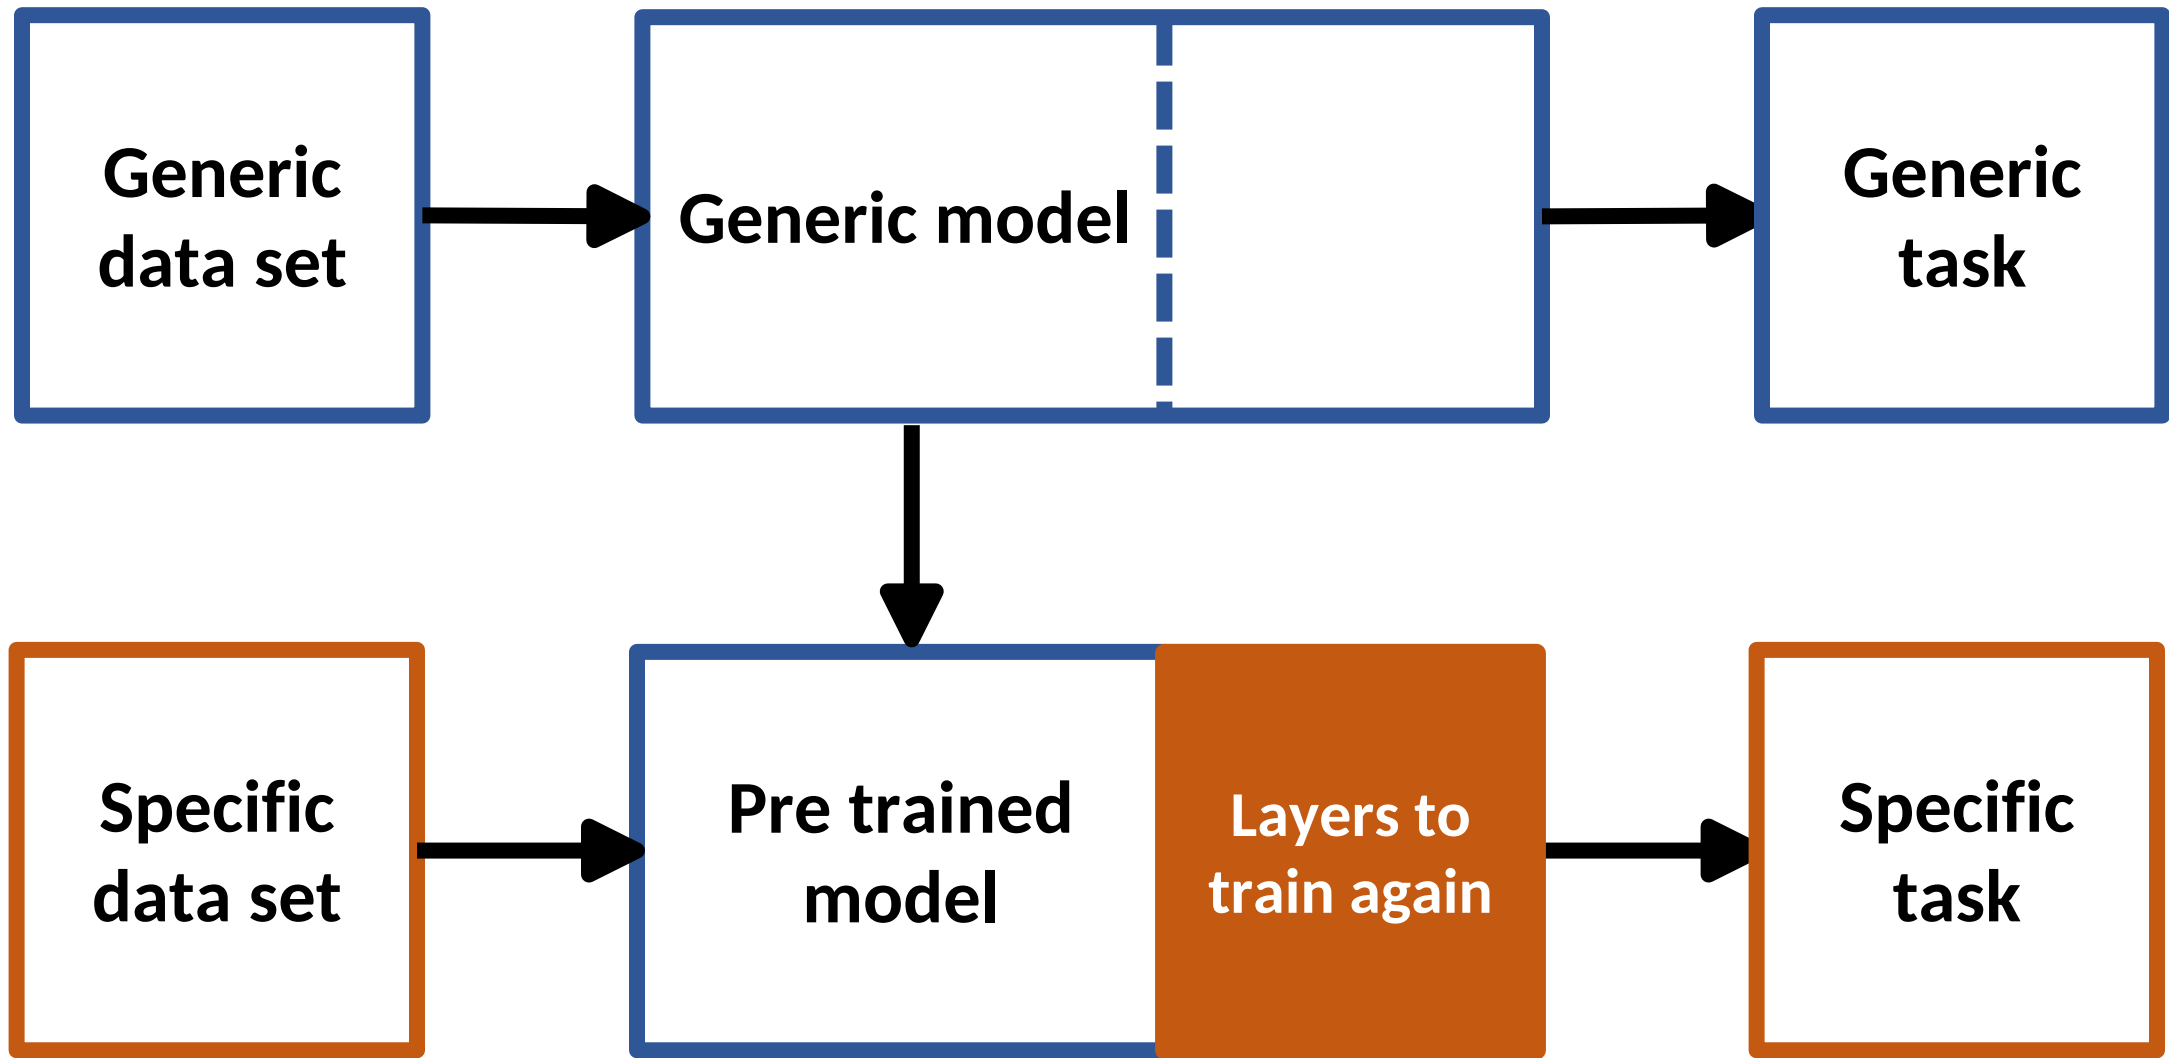 Generic
data set
Generic model
Generic
task
Specific
data set
Pre trained
model
Layers to
train again
Specific
task